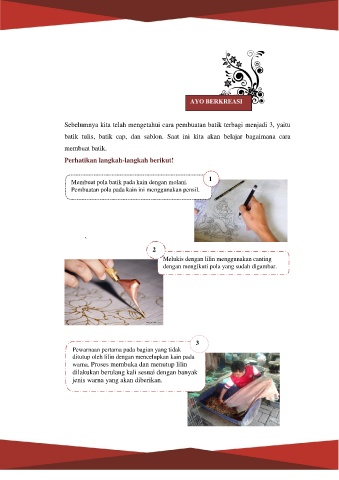 AYO BERKREASI
Sebelumnya kita telah mengetahui cara pembuatan batik terbagi menjadi 3, yaitu
batik tulis, batik cap, dan sablon. Saat ini kita akan belajar bagaimana cara
membuat batik.
Perhatikan langkah-langkah berikut!
1
Membuat pola batik pada kain dengan molani.
Pembuatan pola pada kain ini menggunakan pensil.
2
Melukis dengan lilin menggunakan canting
dengan mengikuti pola yang sudah digambar.
3
Pewarnaan pertama pada bagian yang tidak
ditutup oleh lilin dengan mencelupkan kain pada
warna. Proses membuka dan menutup lilin
dilakukan berulang kali sesuai dengan banyak
jenis warna yang akan diberikan.